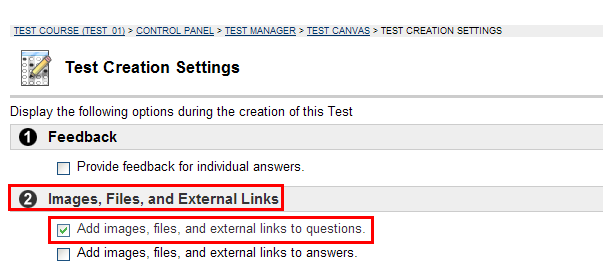 TEST COURSE (TEST_01) > CONTROL PANEL > TEST MANAGER > TEST CANVAS > TEST CREATION SETTINGS
Test Creation Settings
Display the following options during the creation of this Test
1 Feedback
Provide feedback for individual answers.
2 Images, Files, and External Links
Add images, files, and external links to questions.
Add images, files, and external links to answers.